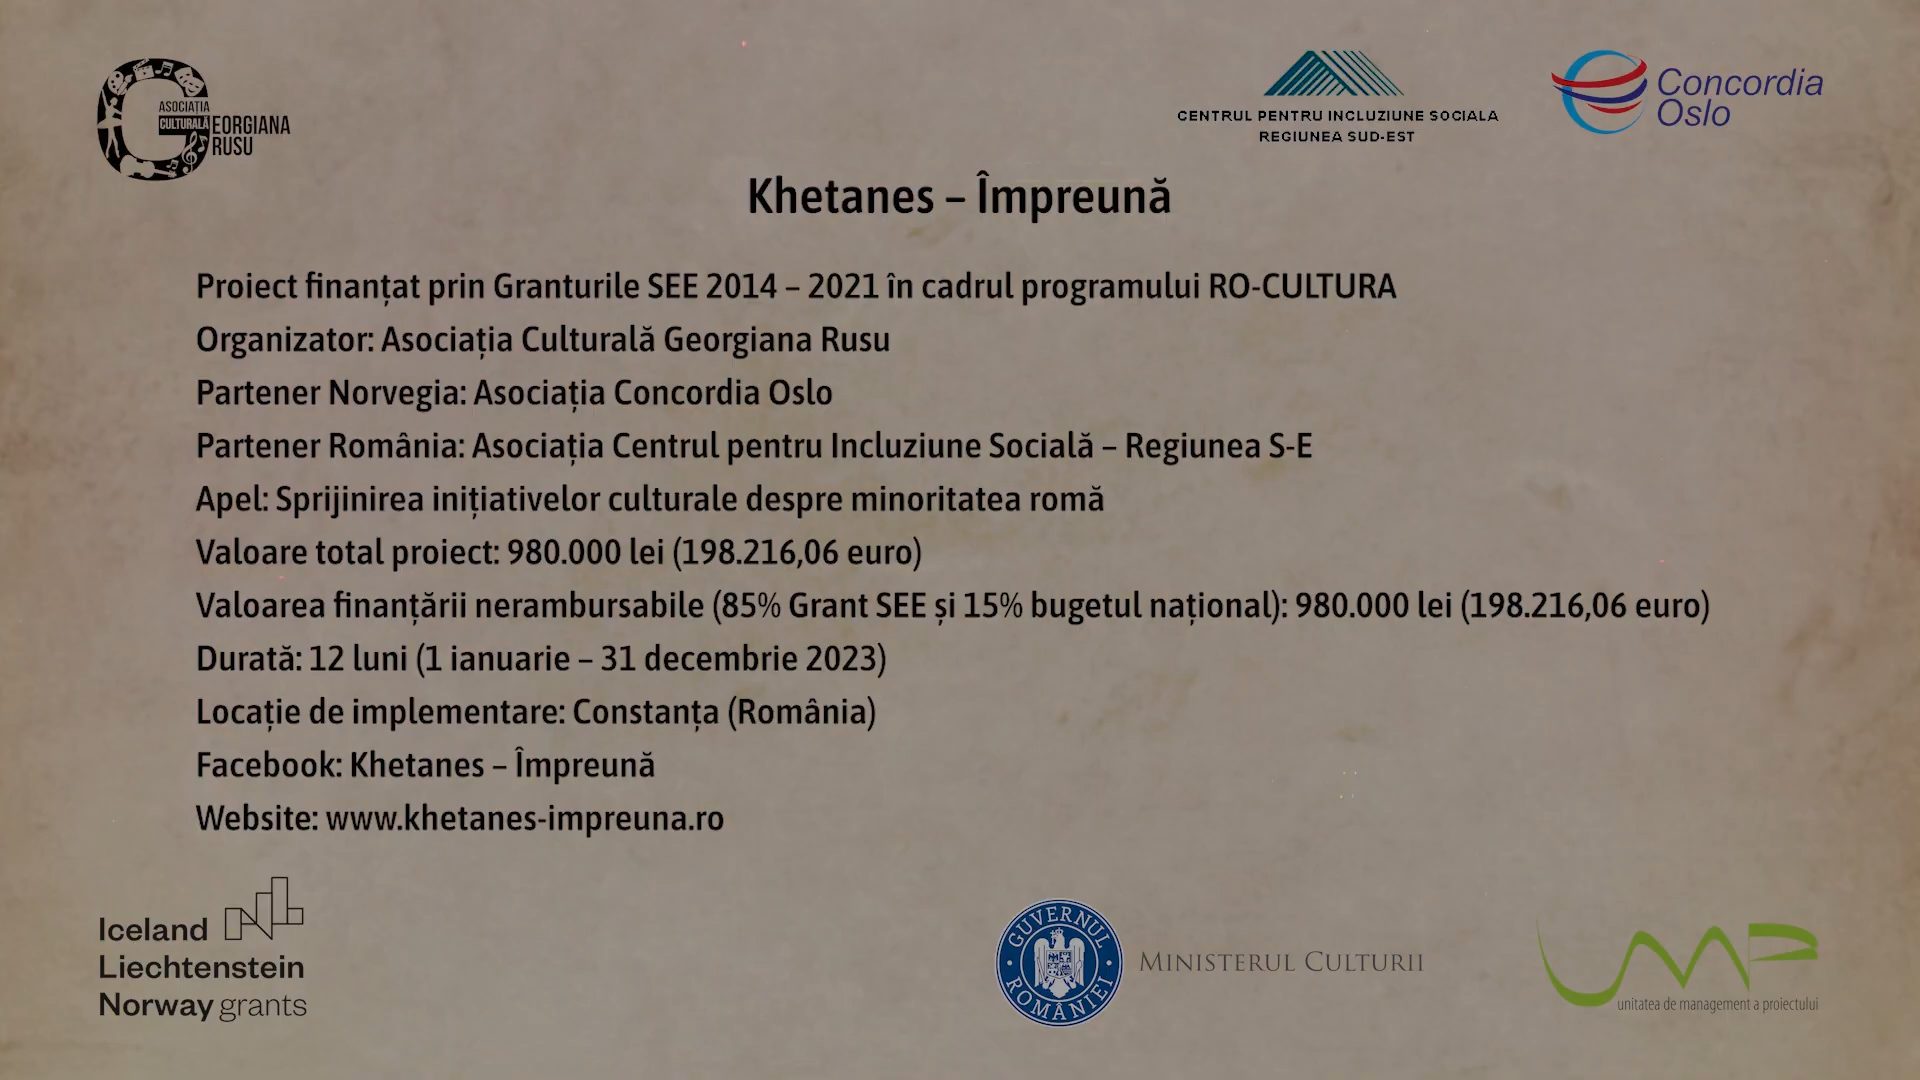 ASOCIAȚIA
CULTURALĂ
EORGIANA
RUSU
CENTRUL PENTRU INCLUZIUNE SOCIALA
REGIUNEA SUD-EST
Concordia
Oslo
Khetanes – Împreună
Proiect finanțat prin Granturile SEE 2014 – 2021 în cadrul programului RO-CULTURA
Organizator: Asociația Culturală Georgiana Rusu
Partener Norvegia: Asociația Concordia Oslo
Partener România: Asociația Centrul pentru Incluziune Socială – Regiunea S-E
Apel: Sprijinirea inițiativelor culturale despre minoritatea romă
Valoare total proiect: 980.000 lei (198.216,06 euro)
Valoarea finanțării nerambursabile (85% Grant SEE și 15% bugetul național): 980.000 lei (198.216,06 euro)
Durată: 12 luni (1 ianuarie – 31 decembrie 2023)
Locație de implementare: Constanța (România)
Facebook: Khetanes – Împreună
Website: www.khetanes-impreuna.ro
Iceland
Liechtenstein
Norway grants
GUVERNUL ROMÂNIEI
MINISTERUL CULTURII
UMP
unitatea de management a proiectului